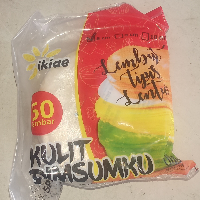 ikiae
Lembut
Tipis
Lentur
50
lembar
KULIT
DIMSUMKU